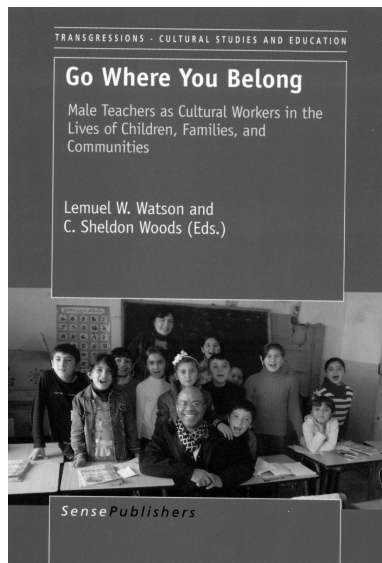 TRANSGRESSIONS - CULTURAL STUDIES AND EDUCATION
Go Where You Belong
Male Teachers as Cultural Workers in the
Lives of Children, Families, and
Communities
Lemuel W. Watson and
C. Sheldon Woods (Eds.)
SensePublishers